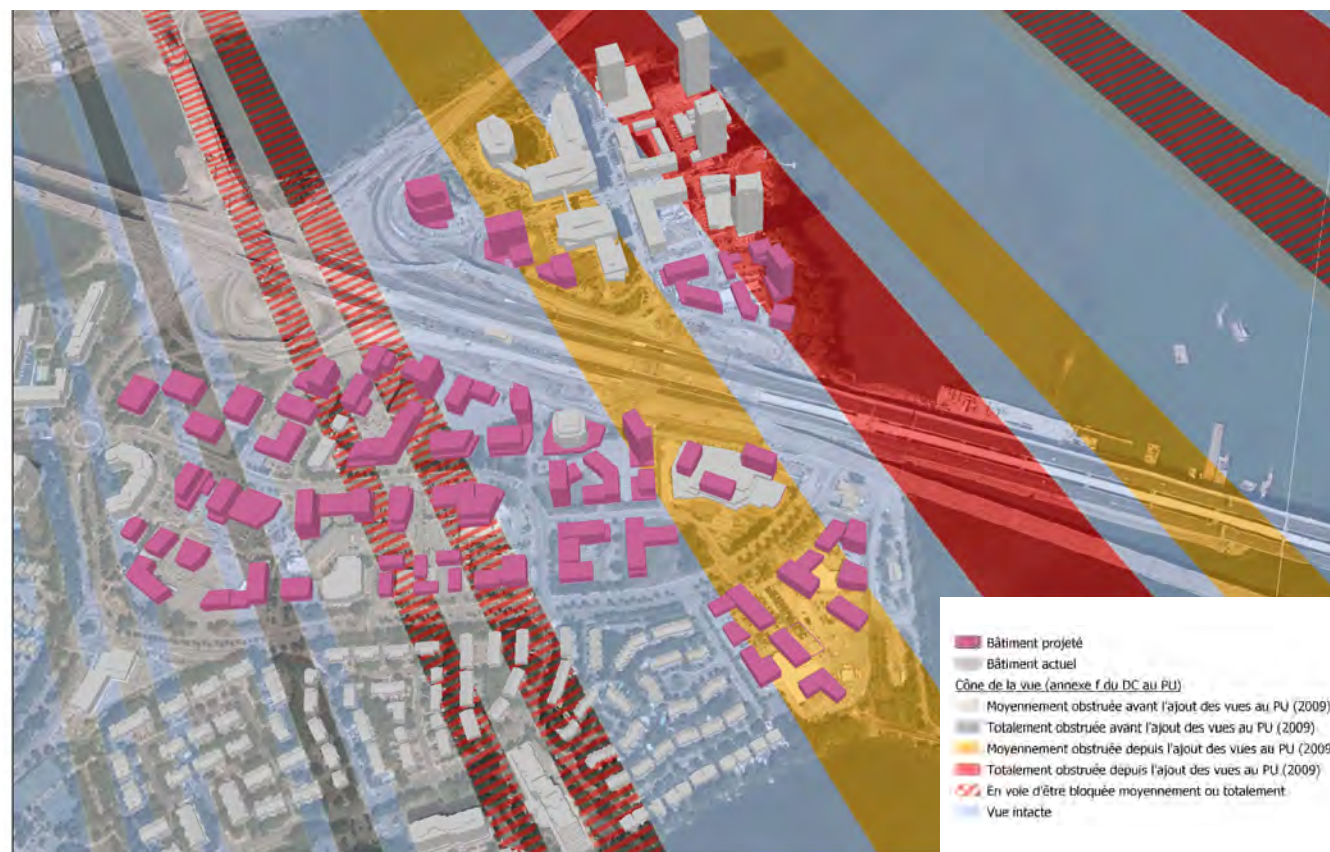 Bâtiment projeté
Bâtiment actuel
Cône de la vue (annexe f du DC au PU)
Moyennement obstruée avant l'ajout des vues au PU (2009)
Totalement obstruée avant l'ajout des vues au PU (2009)
Moyennement obstruée depuis l'ajout des vues au PU (2009
Totalement obstruée depuis l'ajout des vues au PU (2009)
En voie d'être bloquée moyennement ou totalement
Vue intacte